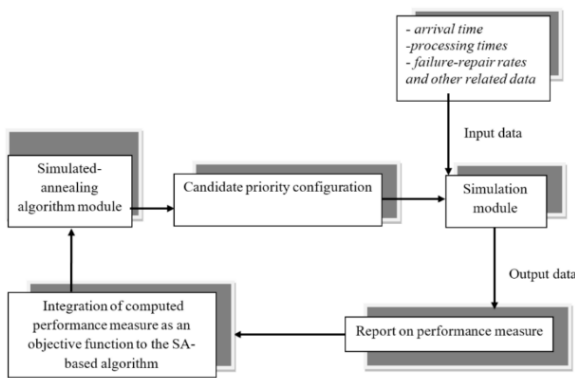 - arrival time
-processing times
- failure-repair rates
and other related data
Input data
Simulated-
annealing
algorithm module
Candidate priority configuration
Simulation
module
Output data
Integration of computed
performance measure as an
objective function to the SA-
based algorithm
Report on performance measure